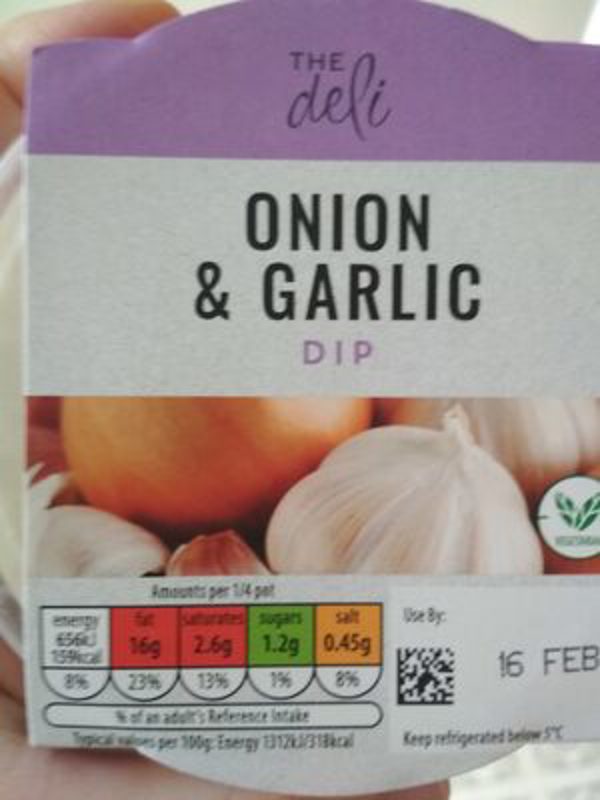 THE
deli
ONION
& GARLIC
DIP
VEGETARIAN
Amounts per 1/4 pot
energy fat saturates sugars salt
656kJ
159kcal 16g 2.6g 1.2g 0.45g
8% 23% 13% 1% 8%
% of an adult's Reference Intake
Typical values per 100g: Energy 1312kJ/318kcal
Use By:
16 FEB
Keep refrigerated below 5°C